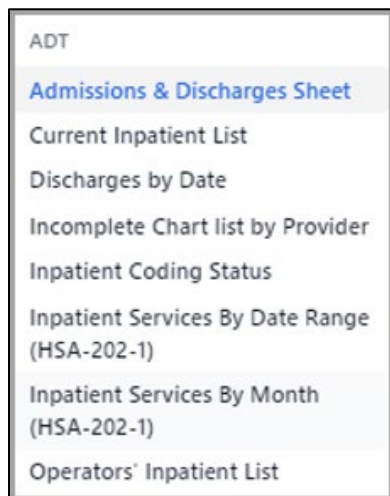 ADT
Admissions & Discharges Sheet
Current Inpatient List
Discharges by Date
Incomplete Chart list by Provider
Inpatient Coding Status
Inpatient Services By Date Range
(HSA-202-1)
Inpatient Services By Month
(HSA-202-1)
Operators' Inpatient List